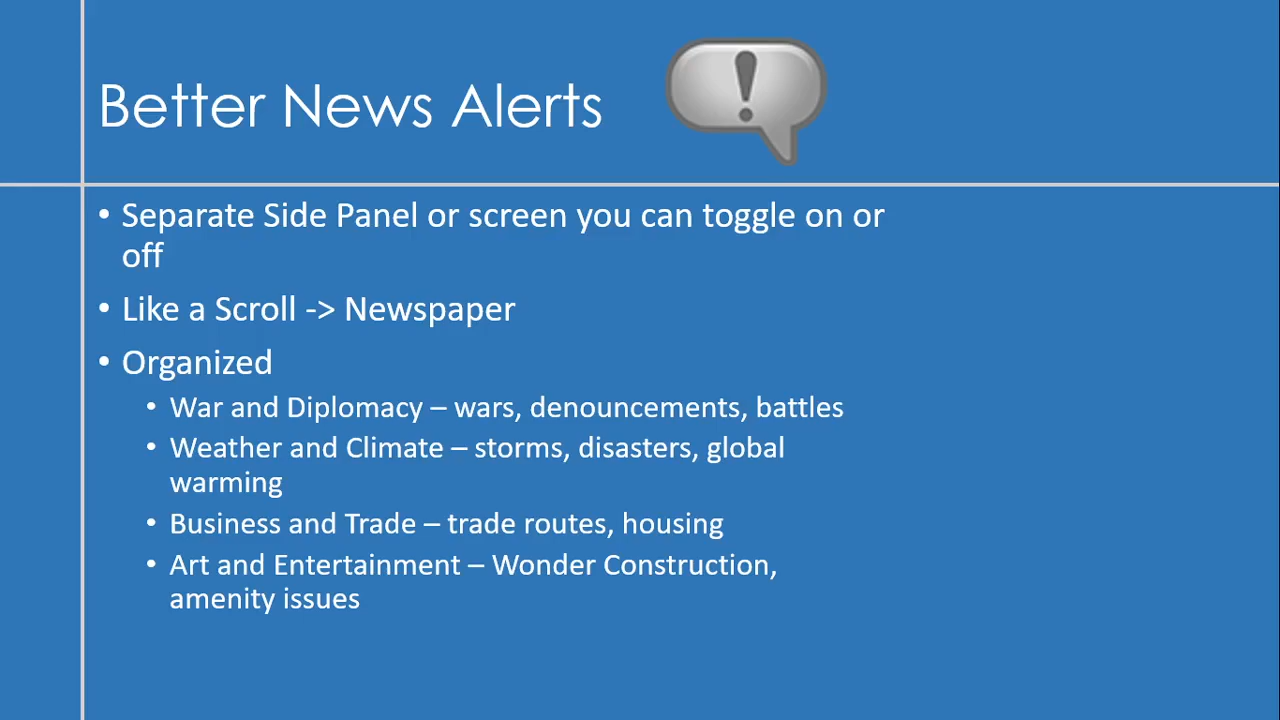 Better News Alerts
• Separate Side Panel or screen you can toggle on or
off
• Like a Scroll -> Newspaper
• Organized
• War and Diplomacy – wars, denouncements, battles
• Weather and Climate – storms, disasters, global
warming
• Business and Trade – trade routes, housing
• Art and Entertainment – Wonder Construction,
amenity issues